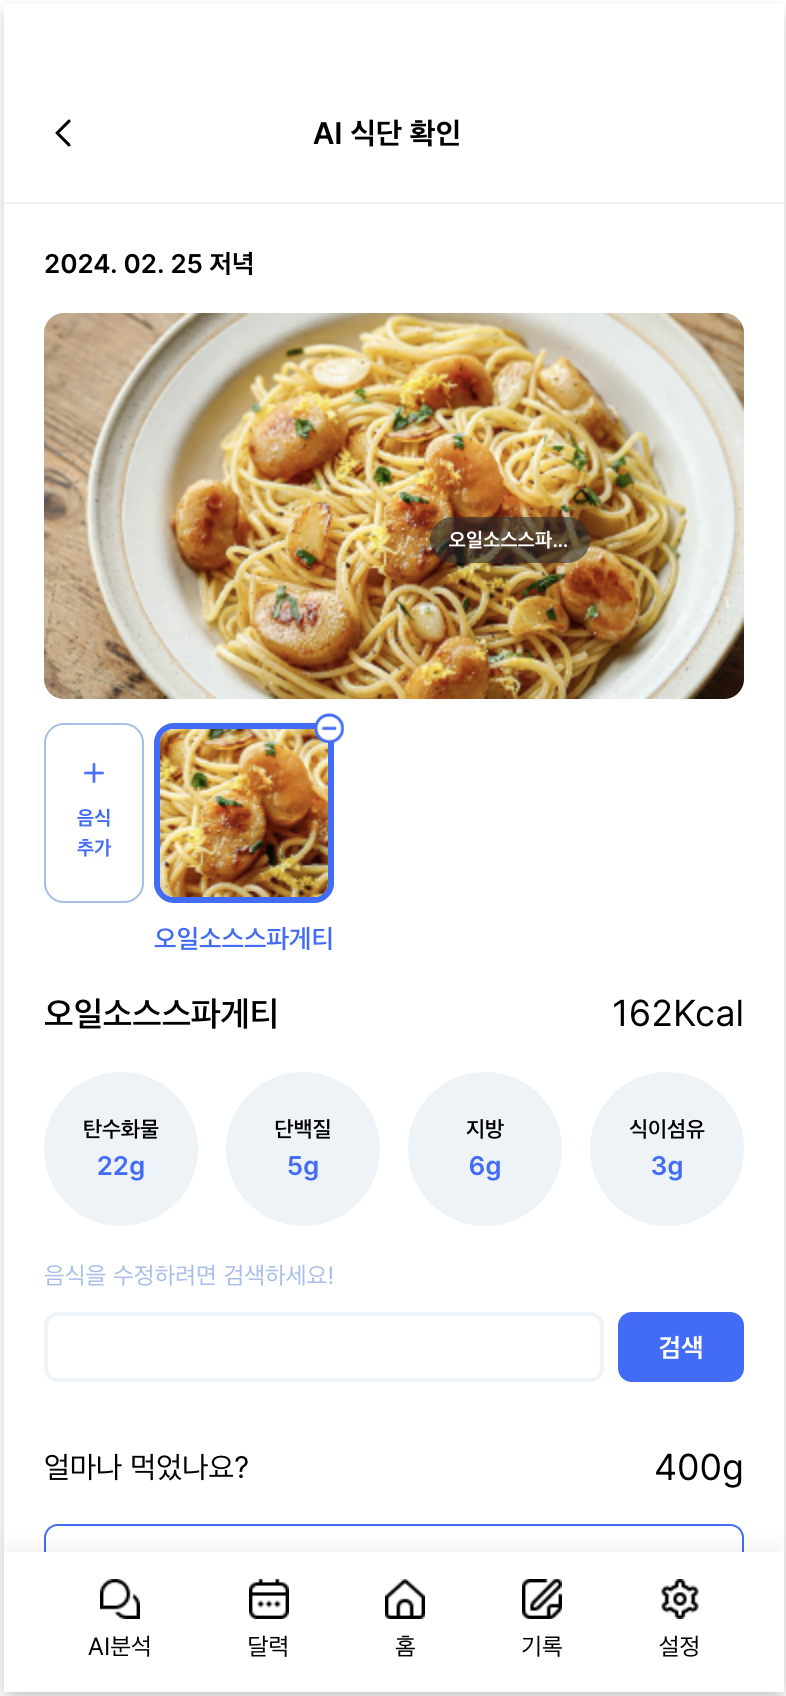 AI 식단 확인
2024. 02. 25 저녁
오일소스스파...
음식
추가
오일소스스파게티
오일소스스파게티
162Kcal
탄수화물
22g
단백질
5g
지방
6g
식이섬유
3g
음식을 수정하려면 검색하세요!
검색
얼마나 먹었나요?
400g
AI분석
달력
홈
기록
설정